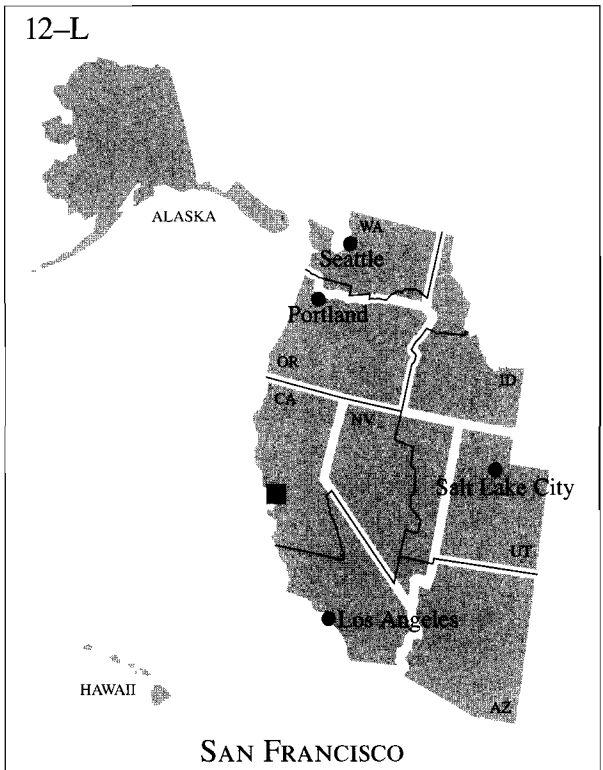 12–L
ALASKA
WA
Seattle
Portland
OR
ID
CA
NV
Salt Lake City
UT
Los Angeles
HAWAII
AZ
SAN FRANCISCO